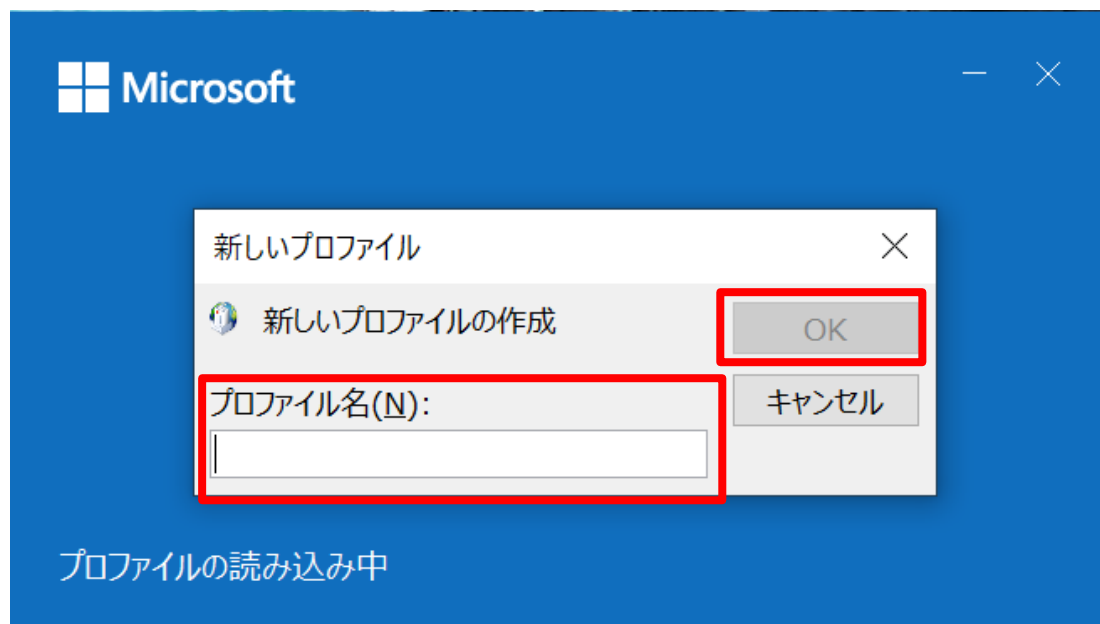 Microsoft
新しいプロファイル
新しいプロファイルの作成
OK
プロファイル名(N):
キャンセル
プロファイルの読み込み中